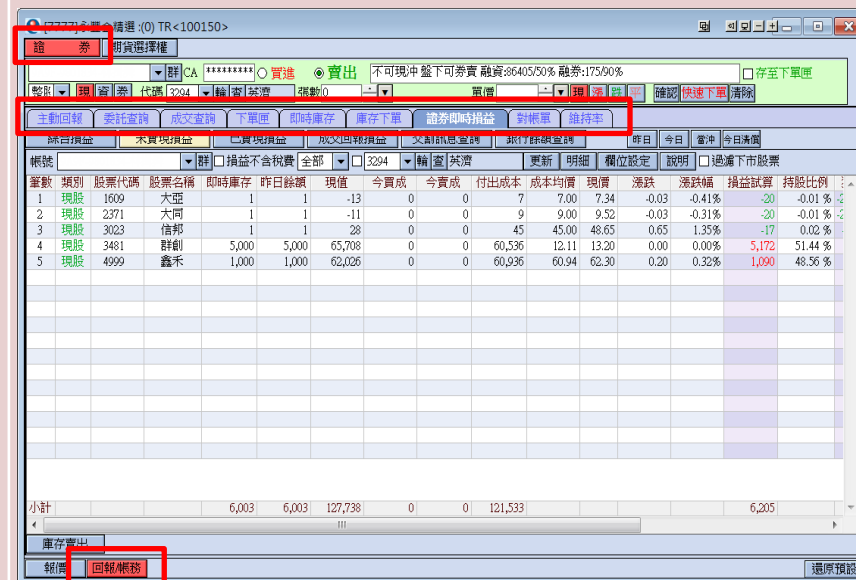 [7777]永豐金精選 :(0) TR<100150>
證 券 期貨選擇權
群 CA ********* 買進 賣出 不可現沖 盤下可券賣 融資:86405/50% 融券:175/90% 存至下單匣
現 資 券 代碼 3294 輪 查 英濟 張數 0 單價 現 漲 跌 平 確認 快速下單 清除
主動回報 委託查詢 成交查詢 下單匣 即時庫存 庫存下單 證券即時損益 對帳單 維持率
綜合損益 未實現損益 已實現損益 成交回報損益 交割訊息查詢 銀行餘額查詢 昨日 今日 當沖 今日沖償
帳號 群 損益不含稅費 全部 3294 輪 查 英濟 更新 明細 欄位設定 說明 過濾下市股票
筆數 類別 股票代碼 股票名稱 即時庫存 昨日餘額 現值 今買成 今賣成 付出成本 成本均價 現價 漲跌 漲跌幅 損益試算 持股比例
1 現股 1609 大亞 1 1 -13 0 0 7 7.00 7.34 -0.03 -0.41% -20 -0.01 %
2 現股 2371 大同 1 1 -11 0 0 9 9.00 9.52 -0.03 -0.31% -20 -0.01 %
3 現股 3023 信邦 1 1 28 0 0 45 45.00 48.65 0.65 1.35% -17 0.02 %
4 現股 3481 群創 5,000 5,000 65,708 0 0 60,536 12.11 13.20 0.00 0.00% 5,172 51.44 %
5 現股 4999 鑫禾 1,000 1,000 62,026 0 0 60,936 60.94 62.30 0.20 0.32% 1,090 48.56 %
小計 6,003 6,003 127,738 0 0 121,533 6,205
庫存賣出
報價 回報/帳務 還原預設